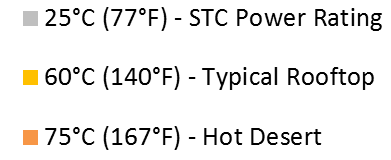 25°C (77°F) - STC Power Rating
60°C (140°F) - Typical Rooftop
75°C (167°F) - Hot Desert